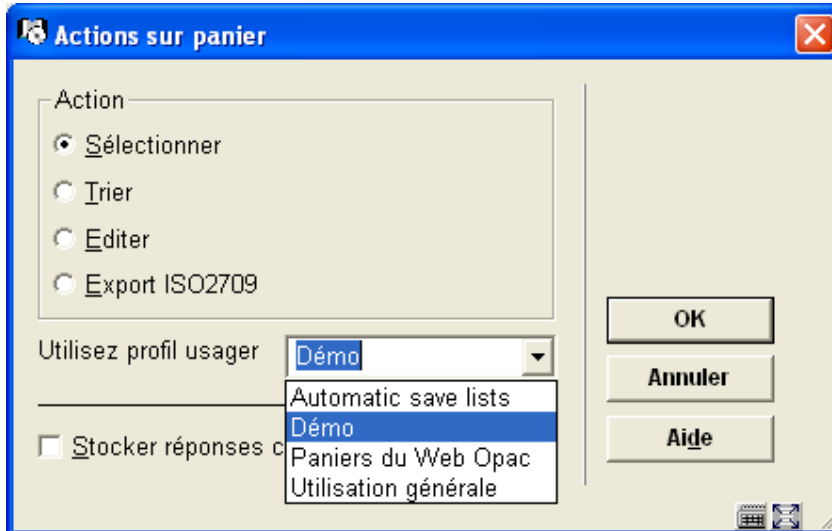 Actions sur panier
Action
Sélectionner
Trier
Editer
Export ISO2709
Utilisez profil usager
Démo
Automatic save lists
Démo
Paniers du Web Opac
Utilisation générale
Stocker réponses
OK
Annuler
Aide